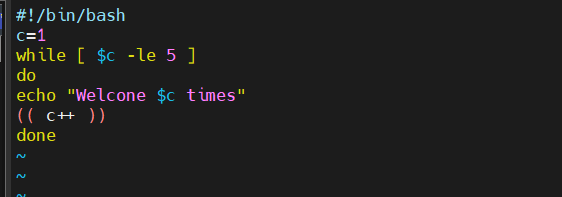 #!/bin/bash
c=1
while [ $c -le 5 ]
do
echo "Welcone $c times"
(( c++ ))
done
~
~
~